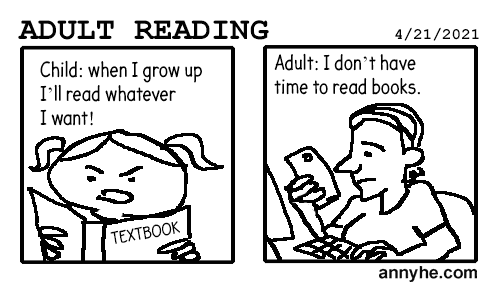 ADULT READING
4/21/2021
Child: when I grow up
I'll read whatever
I want!
TEXTBOOK
Adult: I don't have
time to read books.
annyhe.com